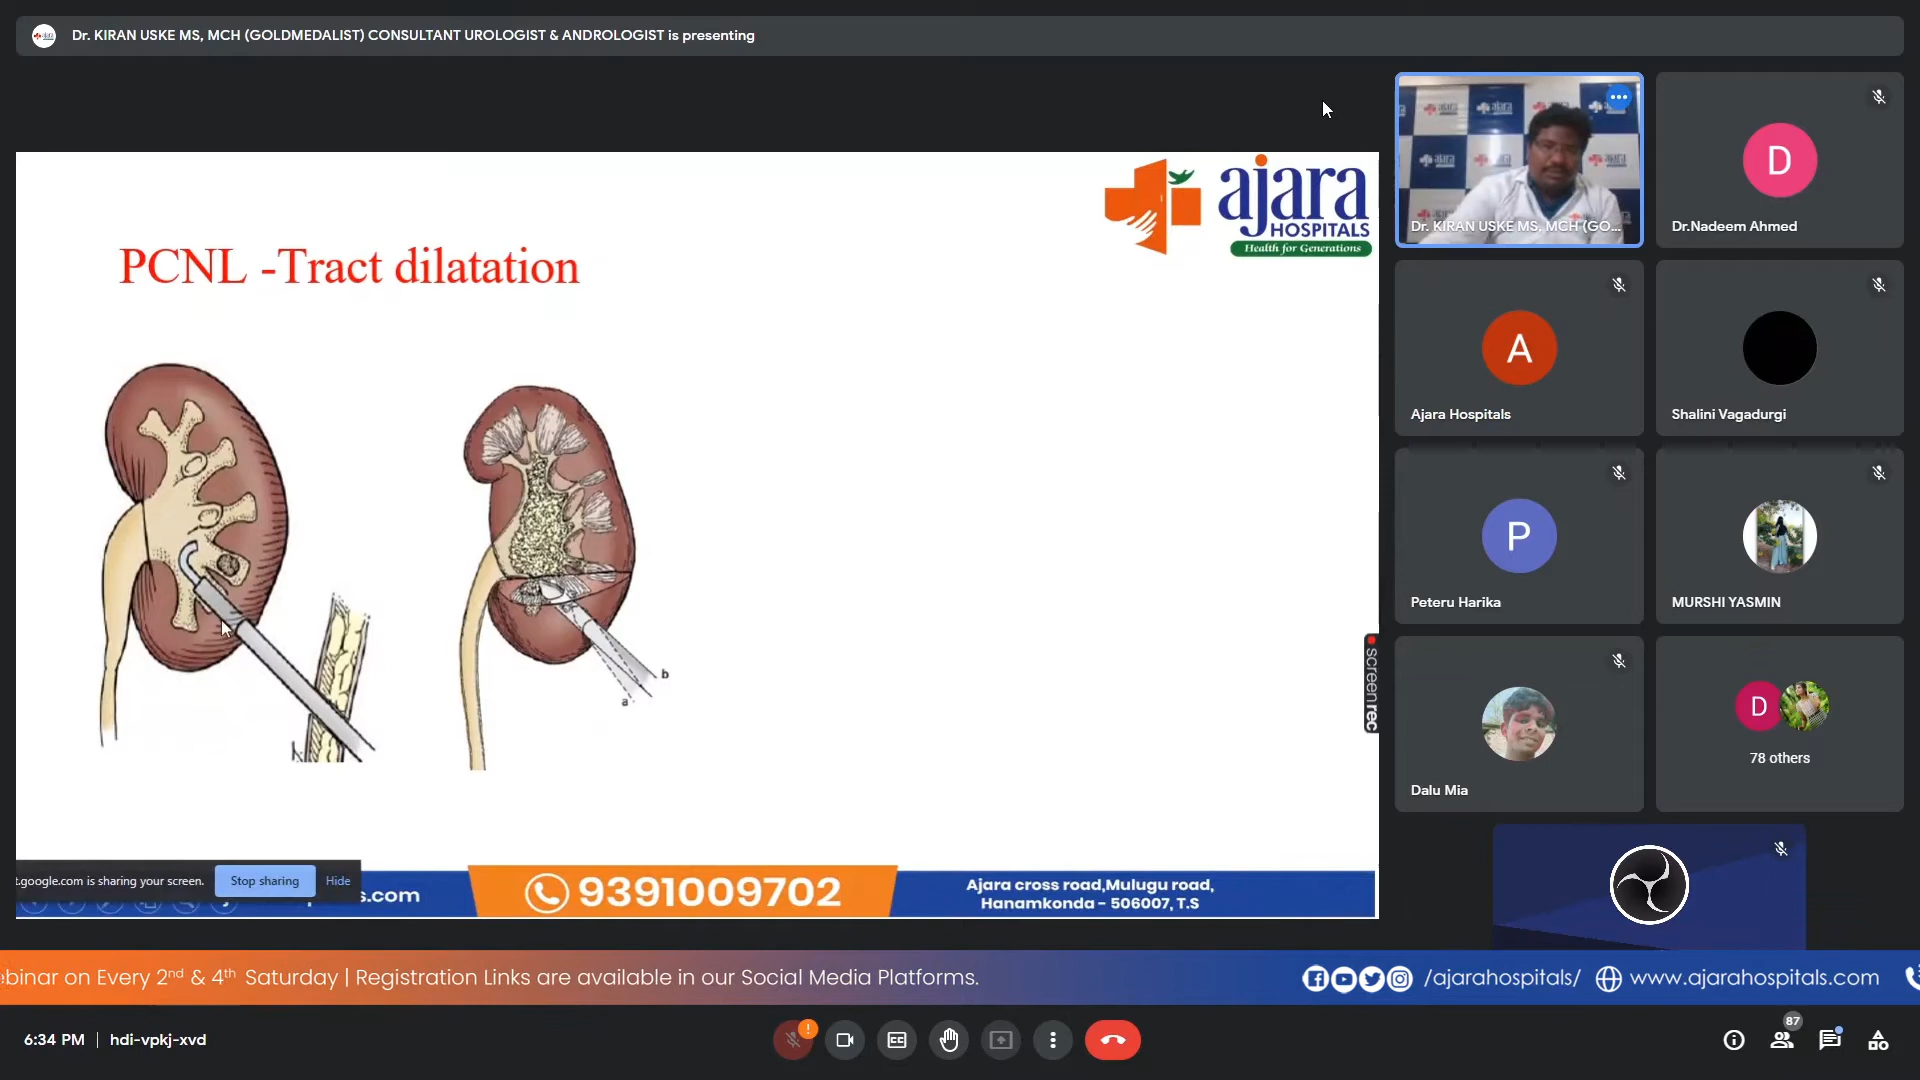 Dr. KIRAN USKE MS, MCH (GOLDMEDALIST) CONSULTANT UROLOGIST & ANDROLOGIST is presenting
ajara
HOSPITALS
Health for Generations
PCNL -Tract dilatation
b
a
screenrec
t.google.com is sharing your screen.
Stop sharing
Hide
s.com
9391009702
Ajara cross road,Mulugu road,
Hanamkonda - 506007, T.S
Dr. KIRAN USKE MS, MCH (GO...
D
Dr.Nadeem Ahmed
A
Ajara Hospitals
Shalini Vagadurgi
P
Peteru Harika
MURSHI YASMIN
Dalu Mia
D
78 others
ebinar on Every 2nd & 4th Saturday | Registration Links are available in our Social Media Platforms.
/ajarahospitals/
www.ajarahospitals.com
6:34 PM | hdi-vpkj-xvd
87